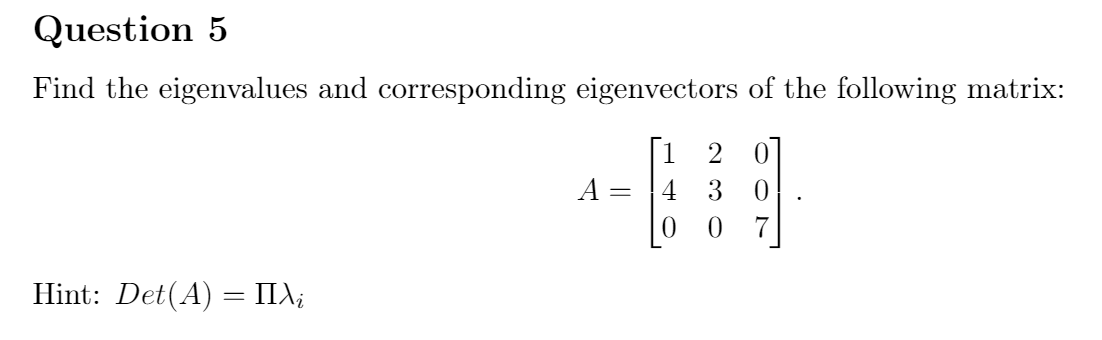 Question 5
Find the eigenvalues and corresponding eigenvectors of the following matrix:
A = [1 2 0
4 3 0
0 0 7] .
Hint: Det(A) = Πλᵢ